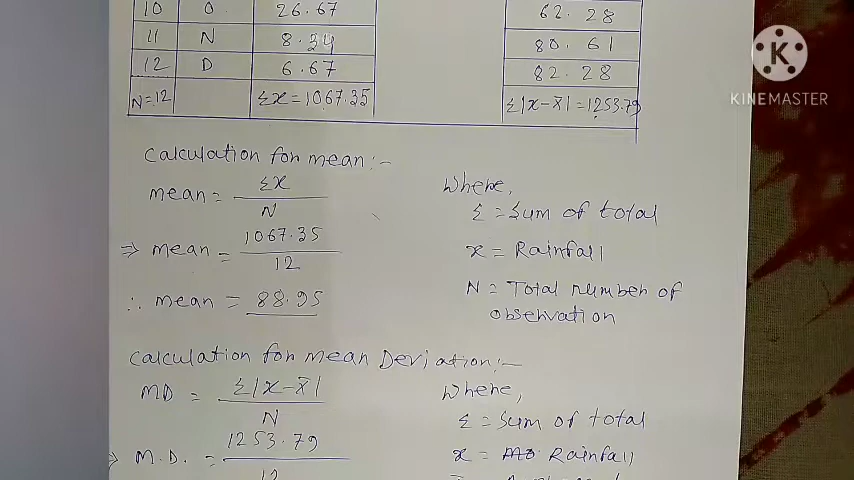 10 O 26.67 62.28
11 N 8.34 80.61
12 D 6.67 82.28
N=12 Σx=1067.35 Σ|x-x̄|=1253.79
KINEMASTER
Calculation for mean:-
mean = Σx / N
⇒ mean = 1067.35 / 12
∴ mean = 88.95
Where,
Σ = Sum of total
x = Rainfall
N = Total number of
observation
Calculation for mean Deviation:-
MD = Σ|x-x̄| / N
⇒ M.D. = 1253.79 / 12
Where,
Σ = Sum of total
x = Rainfall